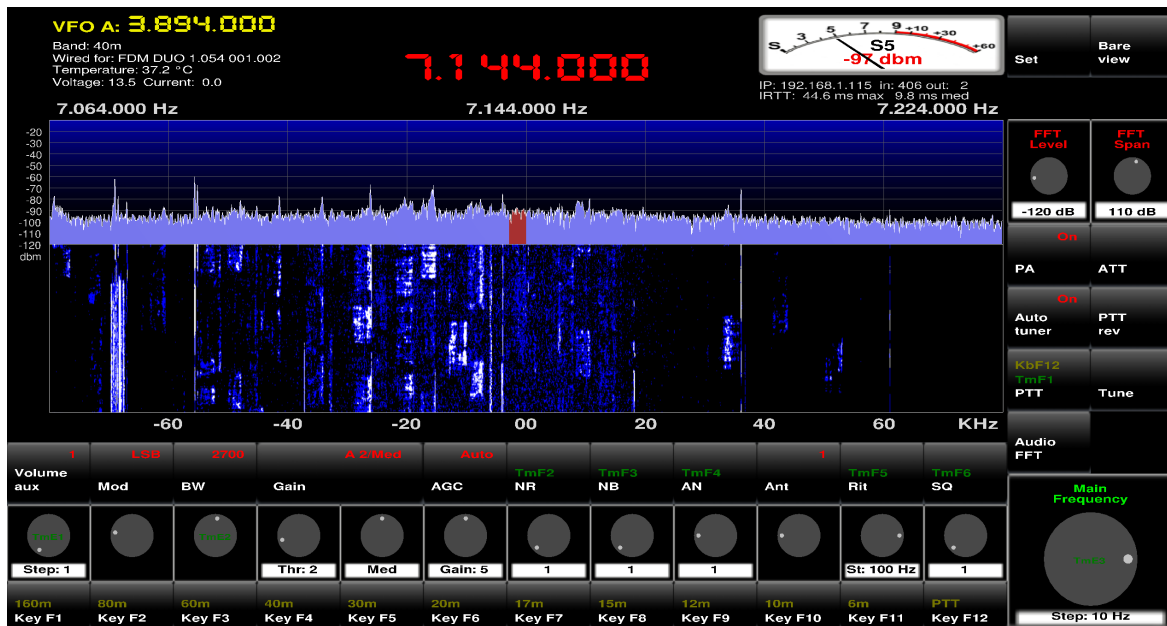 VFO A: 3.894.000
Band: 40m
Wired for: FDM DUO 1.054 001.002
Temperature: 37.2 °C
Voltage: 13.5 Current: 0.0
7.144.000
S 3 5 7 9 +10 +30 +60
S5
-97 dbm
IP: 192.168.1.115 in: 406 out: 2
IRTT: 44.6 ms max 9.8 ms med
Set
Bare view
7.064.000 Hz 7.144.000 Hz 7.224.000 Hz
-20
-30
-40
-50
-60
-70
-80
-90
-100
-110
-120
dbm
-60 -40 -20 00 20 40 60 KHz
FFT Level
FFT Span
-120 dB
110 dB
On
PA
ATT
On
Auto tuner
PTT rev
KbF12
TmF1
PTT
Tune
Audio FFT
Main Frequency
Step: 10 Hz
1 LSB 2700 A 2/Med Auto TmF2 TmF3 TmF4 1 TmF5 TmF6
Volume aux Mod BW Gain AGC NR NB AN Ant Rit SQ
Step: 1 Thr: 2 Med Gain: 5 1 1 1 St: 100 Hz 1
160m 80m 60m 40m 30m 20m 17m 15m 12m 10m 6m PTT
Key F1 Key F2 Key F3 Key F4 Key F5 Key F6 Key F7 Key F8 Key F9 Key F10 Key F11 Key F12